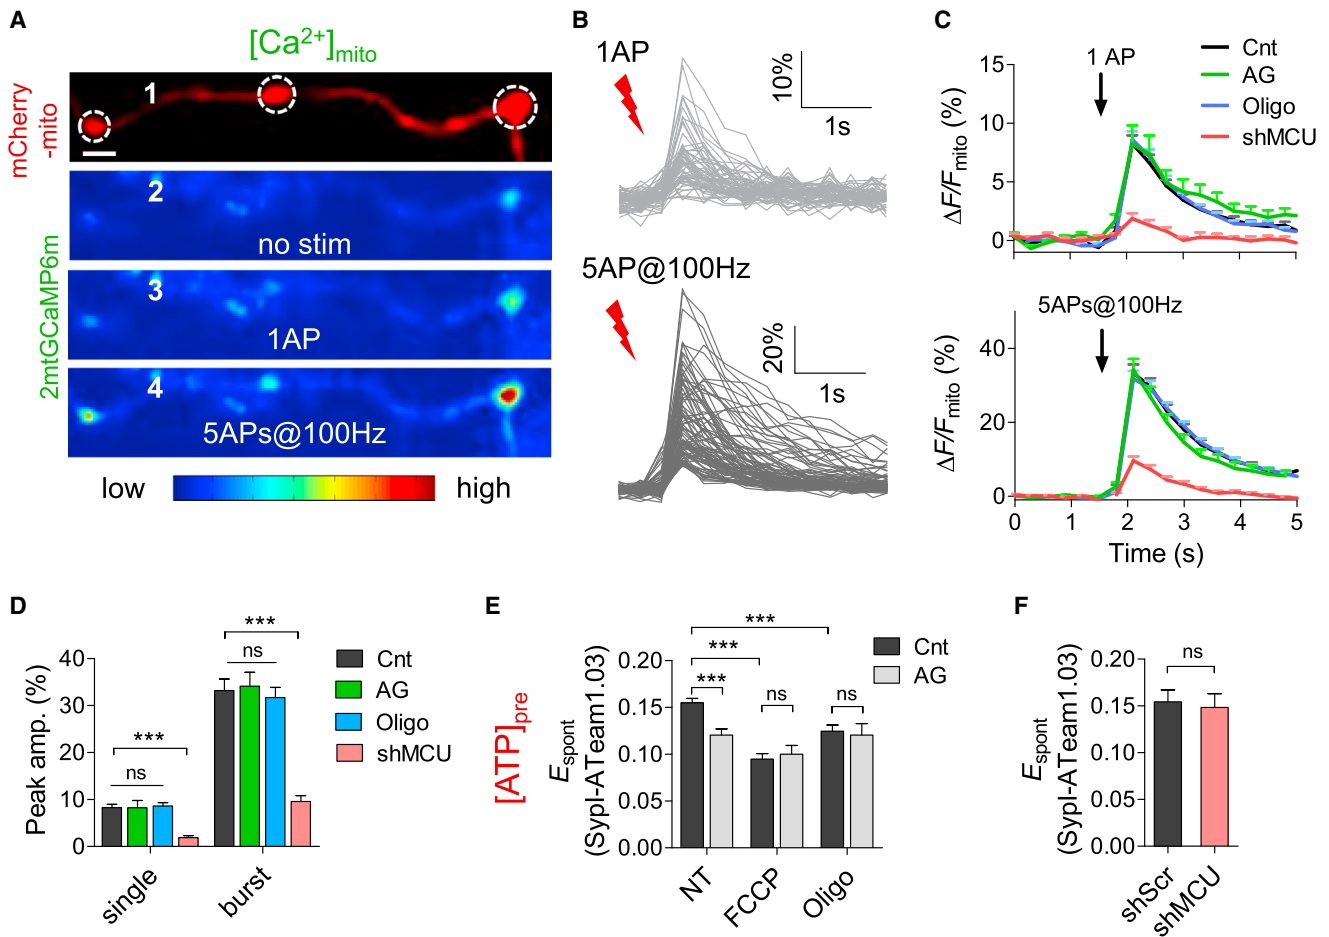 A
[Ca2+]mito
mCherry
-mito
1
2mtGCaMP6m
2
no stim
3
1AP
4
5APs@100Hz
low
high
B
1AP
10%
1s
5AP@100Hz
20%
1s
C
1 AP
Cnt
AG
Oligo
shMCU
ΔF/Fmito (%)
15
10
5
0
5APs@100Hz
ΔF/Fmito (%)
40
20
0
0 1 2 3 4 5
Time (s)
D
Peak amp. (%)
40
30
20
10
0
***
ns
***
ns
Cnt
AG
Oligo
shMCU
single
burst
E
[ATP]pre
Espont
(Sypl-ATeam1.03)
0.20
0.15
0.10
0.05
0.00
***
***
***
ns
ns
Cnt
AG
NT
FCCP
Oligo
F
Espont
(Sypl-ATeam1.03)
0.20
0.15
0.10
0.05
0.00
ns
shScr
shMCU